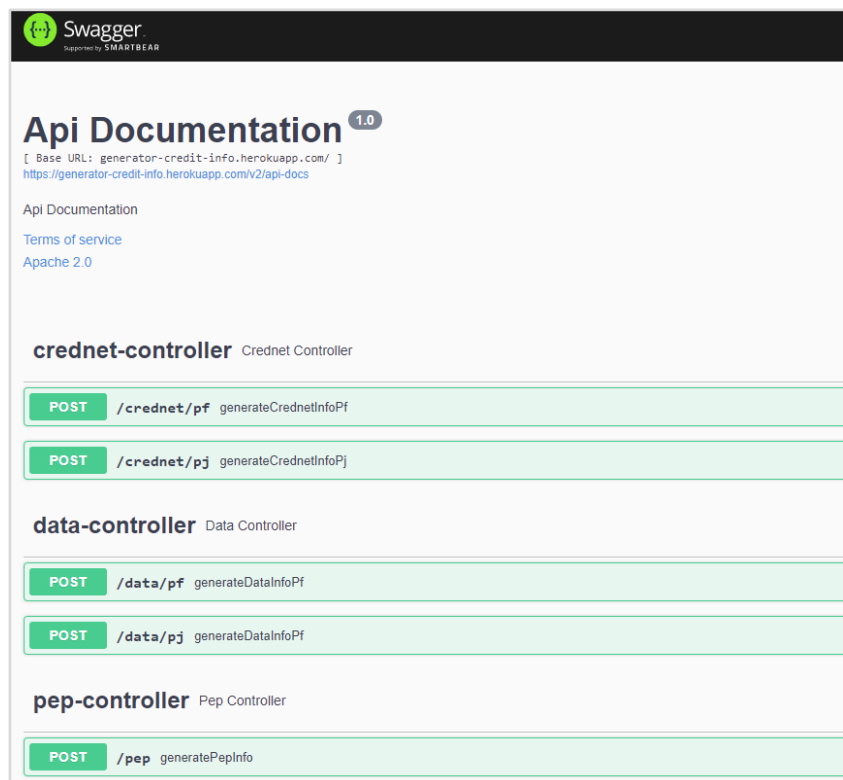 Swagger
Supported by SMARTBEAR
Api Documentation 1.0
[ Base URL: generator-credit-info.herokuapp.com/ ]
https://generator-credit-info.herokuapp.com/v2/api-docs
Api Documentation
Terms of service
Apache 2.0
crednet-controller Crednet Controller
POST /crednet/pf generateCrednetInfoPf
POST /crednet/pj generateCrednetInfoPj
data-controller Data Controller
POST /data/pf generateDataInfoPf
POST /data/pj generateDataInfoPf
pep-controller Pep Controller
POST /pep generatePepInfo